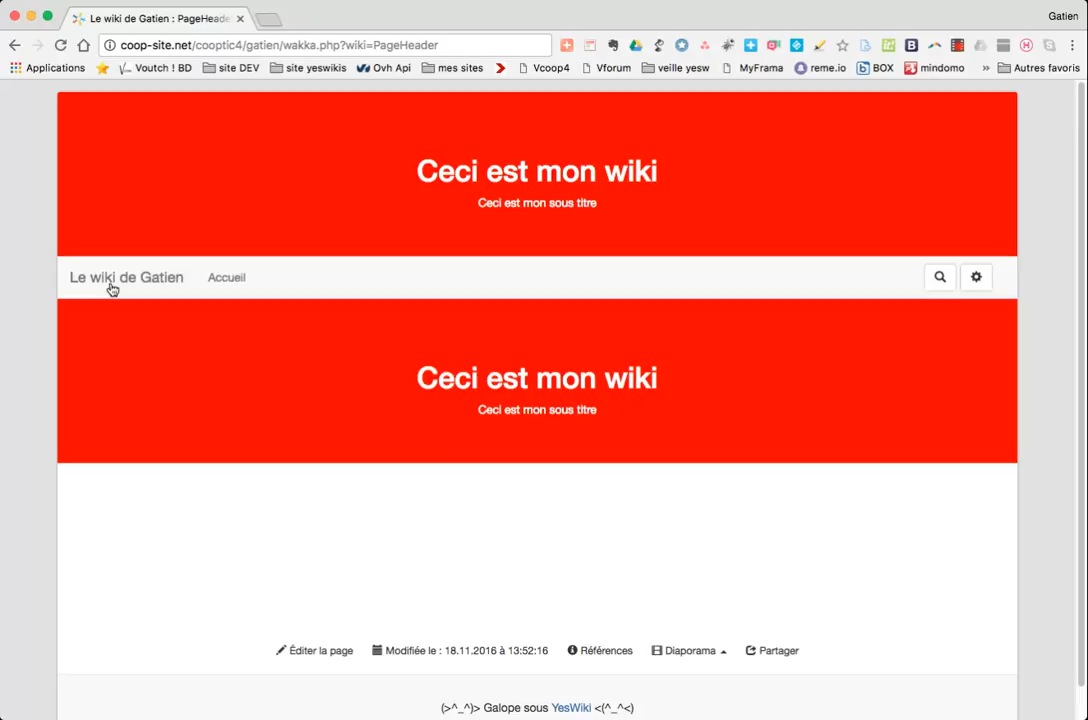 Le wiki de Gatien : PageHeade
Gatien
coop-site.net/cooptic4/gatien/wakka.php?wiki=PageHeader
Applications Voutch ! BD site DEV site yeswikis Ovh Api mes sites Vcoop4 Vforum veille yesw MyFrama reme.io BOX mindomo » Autres favoris
Ceci est mon wiki
Ceci est mon sous titre
Le wiki de Gatien Accueil
Ceci est mon wiki
Ceci est mon sous titre
Éditer la page Modifiée le : 18.11.2016 à 13:52:16 Références Diaporama Partager
(>^_^)> Galope sous YesWiki <(^_^<)